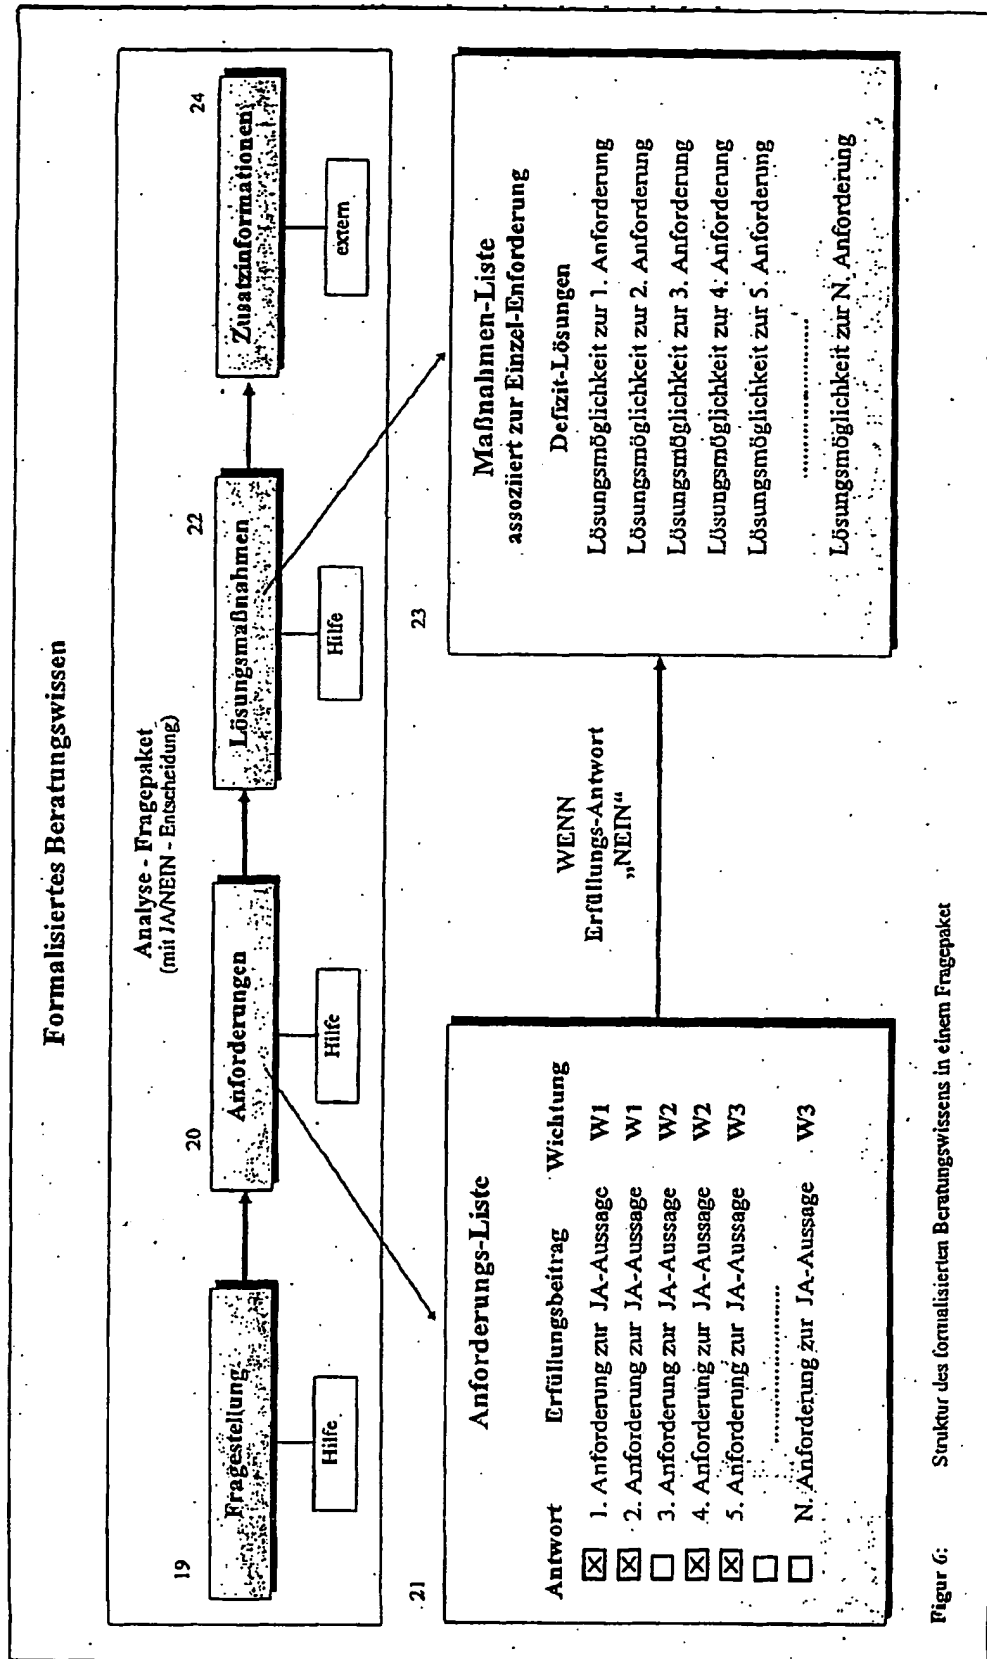 Formalisiertes Beratungswissen
Analyse - Fragepaket
(mit JA/NEIN - Entscheidung)
19
Fragestellung
Hilfe
20
Anforderungen
Hilfe
22
Lösungsmaßnahmen
Hilfe
24
Zusatzinformationen
extern
21
Anforderungs-Liste
Antwort Erfüllungsbeitrag Wichtung
1. Anforderung zur JA-Aussage W1
2. Anforderung zur JA-Aussage W1
3. Anforderung zur JA-Aussage W2
4. Anforderung zur JA-Aussage W2
5. Anforderung zur JA-Aussage W3
........................
N. Anforderung zur JA-Aussage W3
WENN
Erfüllungs-Antwort
„NEIN“
23
Maßnahmen-Liste
assoziiert zur Einzel-Enforderung
Defizit-Lösungen
Lösungsmöglichkeit zur 1. Anforderung
Lösungsmöglichkeit zur 2. Anforderung
Lösungsmöglichkeit zur 3. Anforderung
Lösungsmöglichkeit zur 4. Anforderung
Lösungsmöglichkeit zur 5. Anforderung
........................
Lösungsmöglichkeit zur N. Anforderung
Figur 6: Struktur des formalisierten Beratungswissens in einem Fragepaket